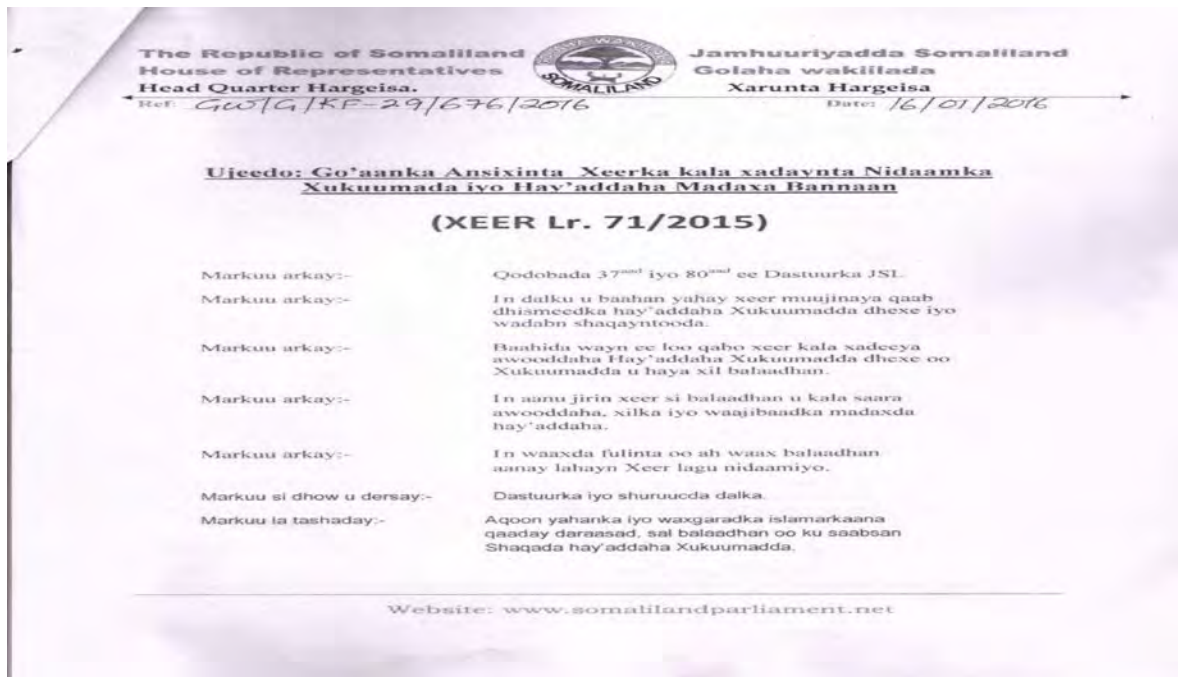 The Republic of Somaliland
House of Representatives
Head Quarter Hargeisa.
SOMALILAND
Jamhuuriyadda Somaliland
Golaha wakiilada
Xarunta Hargeisa
Ref: GW/G/KF-29/676/2016
Date: 16/01/2016
Ujeedo: Go'aanka Ansixinta Xeerka kala xadaynta Nidaamka
Xukuumada iyo Hay'addaha Madaxa Bannaan
(XEER Lr. 71/2015)
Markuu arkay:- Qodobada 37aad iyo 80aad ee Dastuurka JSL
Markuu arkay:- In dalku u baahan yahay xeer muujinaya qaab
dhismeedka hay'addaha Xukuumadda dhexe iyo
wadabn shaqayntooda.
Markuu arkay:- Baahida wayn ee loo qabo xeer kala xadeeya
awooddaha Hay'addaha Xukuumadda dhexe oo
Xukuumadda u haya xil balaadhan.
Markuu arkay:- In aanu jirin xeer si balaadhan u kala saara
awooddaha, xilka iyo waajibaadka madaxda
hay'addaha.
Markuu arkay:- In waaxda fulinta oo ah waax balaadhan
aanay lahayn Xeer lagu nidaamiyo.
Markuu si dhow u dersay:- Dastuurka iyo shuruucda dalka.
Markuu la tashaday:- Aqoon yahanka iyo waxgaradka islamarkaana
qaaday daraasad, sal balaadhan oo ku saabsan
Shaqada hay'addaha Xukuumadda.
Website: www.somalilandparliament.net